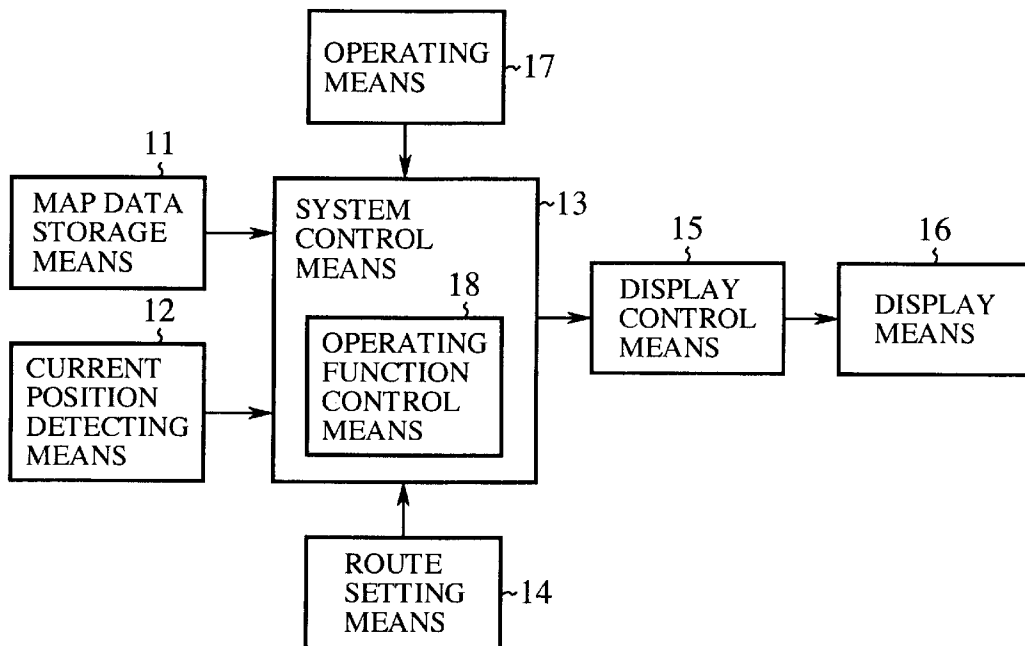 OPERATING
MEANS
17
11
MAP DATA
STORAGE
MEANS
SYSTEM
CONTROL
MEANS
13
12
CURRENT
POSITION
DETECTING
MEANS
18
OPERATING
FUNCTION
CONTROL
MEANS
15
DISPLAY
CONTROL
MEANS
16
DISPLAY
MEANS
ROUTE
SETTING
MEANS
14